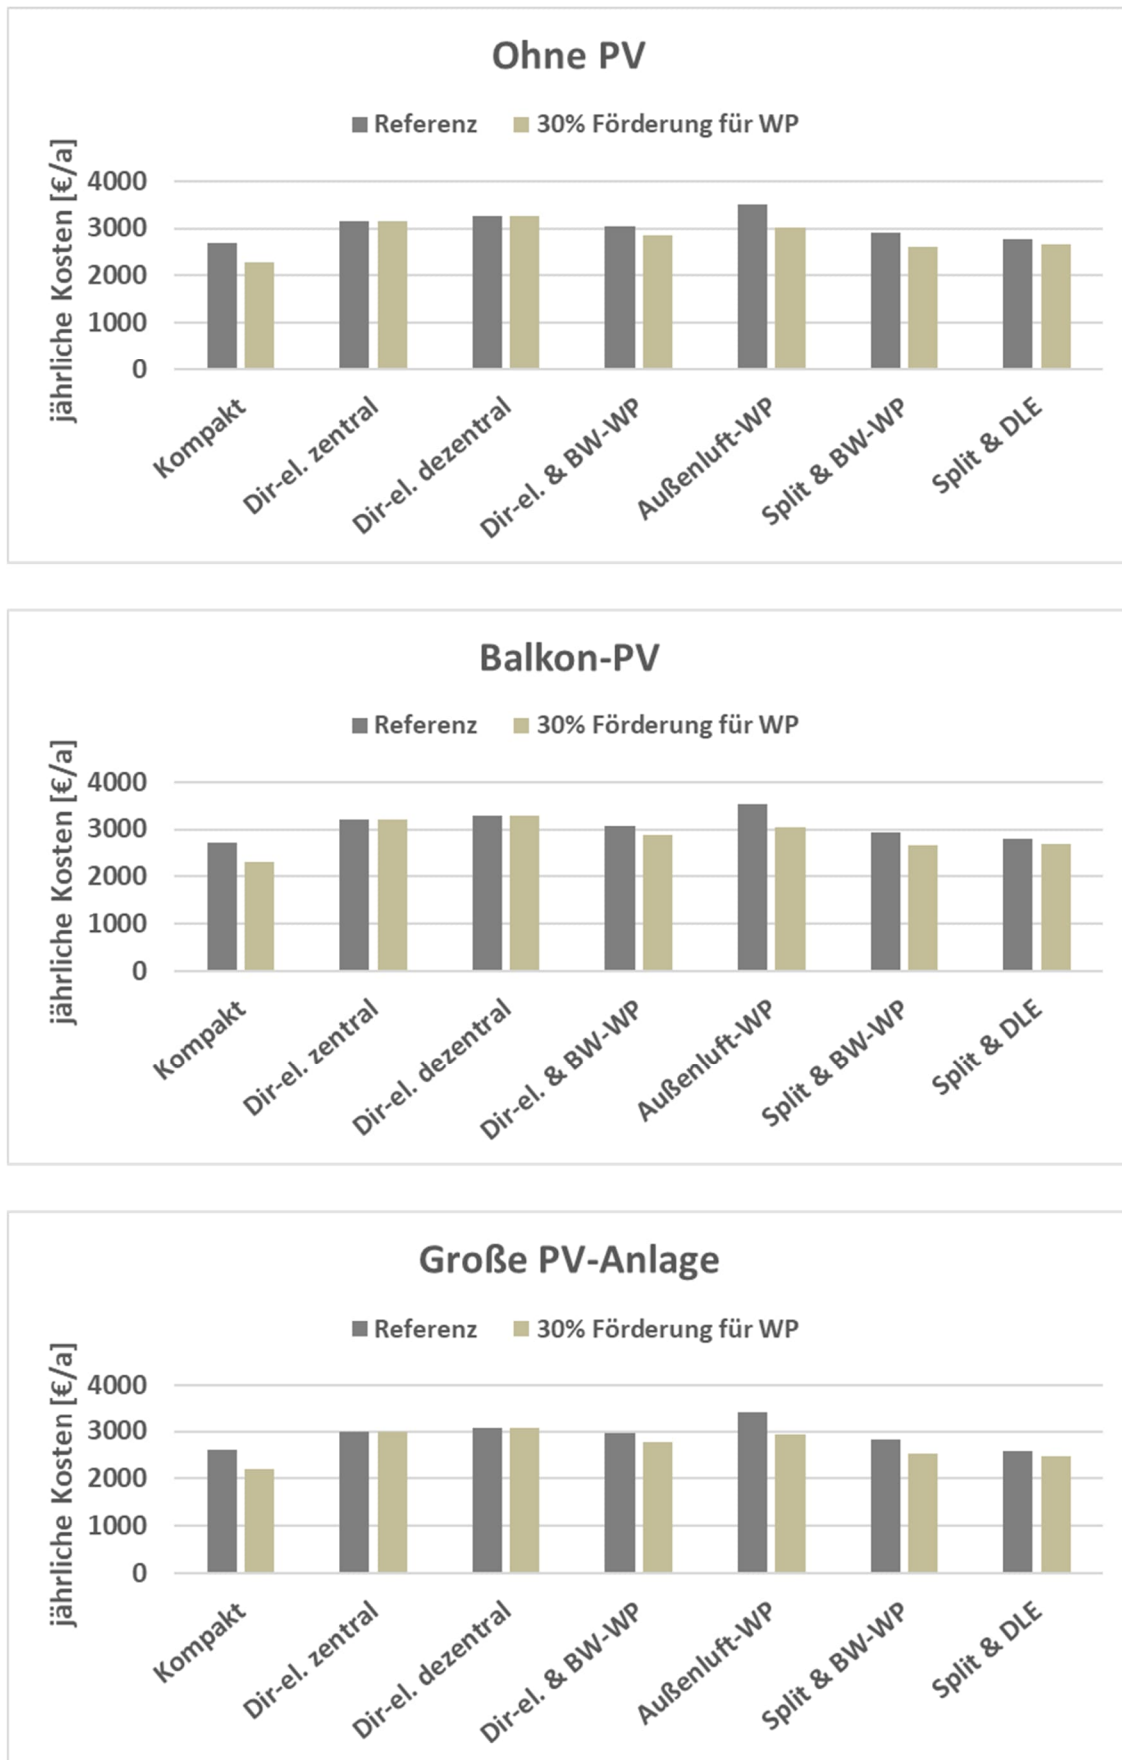 Ohne PV
Referenz 30% Förderung für WP
jährliche Kosten [€/a]
4000
3000
2000
1000
0
Kompakt
Dir-el. zentral
Dir-el. dezentral
Dir-el. & BW-WP
Außenluft-WP
Split & BW-WP
Split & DLE
Balkon-PV
Referenz 30% Förderung für WP
jährliche Kosten [€/a]
4000
3000
2000
1000
0
Kompakt
Dir-el. zentral
Dir-el. dezentral
Dir-el. & BW-WP
Außenluft-WP
Split & BW-WP
Split & DLE
Große PV-Anlage
Referenz 30% Förderung für WP
jährliche Kosten [€/a]
4000
3000
2000
1000
0
Kompakt
Dir-el. zentral
Dir-el. dezentral
Dir-el. & BW-WP
Außenluft-WP
Split & BW-WP
Split & DLE